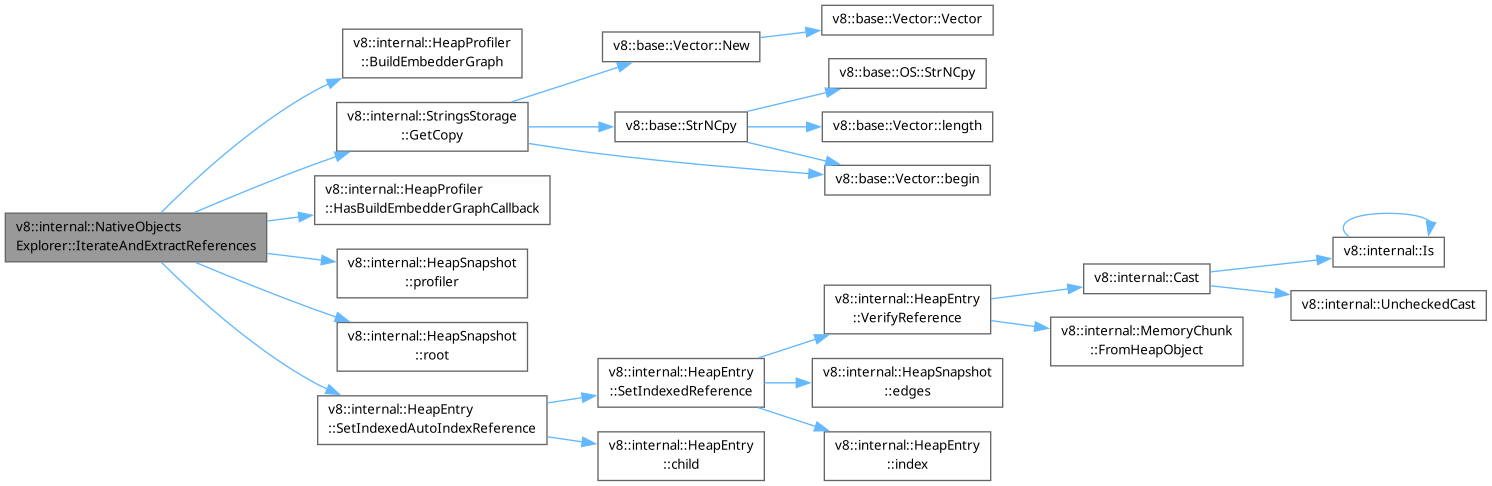 v8::internal::NativeObjects
Explorer::IterateAndExtractReferences
v8::internal::HeapProfiler
::BuildEmbedderGraph
v8::internal::StringsStorage
::GetCopy
v8::internal::HeapProfiler
::HasBuildEmbedderGraphCallback
v8::internal::HeapSnapshot
::profiler
v8::internal::HeapSnapshot
::root
v8::internal::HeapEntry
::SetIndexedAutoIndexReference
v8::base::Vector::New
v8::base::StrNCpy
v8::internal::HeapEntry
::SetIndexedReference
v8::internal::HeapEntry
::child
v8::base::Vector::Vector
v8::base::OS::StrNCpy
v8::base::Vector::length
v8::base::Vector::begin
v8::internal::HeapEntry
::VerifyReference
v8::internal::HeapSnapshot
::edges
v8::internal::HeapEntry
::index
v8::internal::Cast
v8::internal::MemoryChunk
::FromHeapObject
v8::internal::Is
v8::internal::UncheckedCast